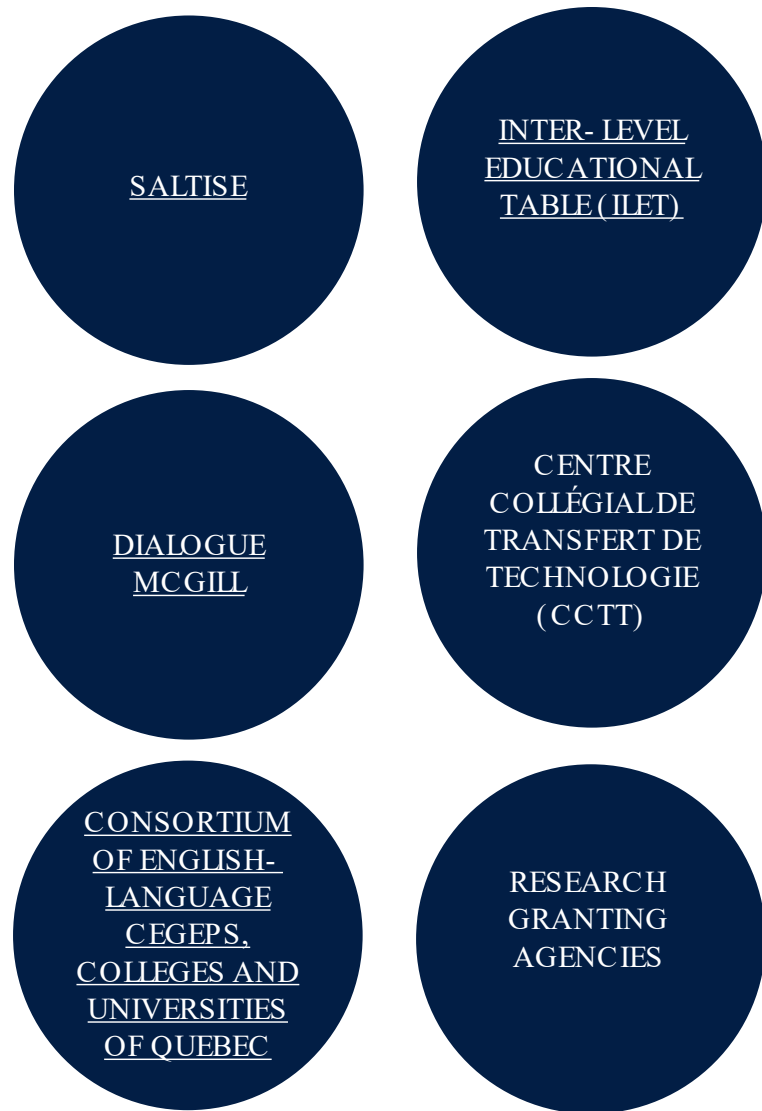 SALTISE
INTER-LEVEL
EDUCATIONAL
TABLE (ILET)
DIALOGUE
MCGILL
CENTRE
COLLÉGIAL DE
TRANSFERT DE
TECHNOLOGIE
(CCTT)
CONSORTIUM
OF ENGLISH-
LANGUAGE
CEGEPS,
COLLEGES AND
UNIVERSITIES
OF QUEBEC
RESEARCH
GRANTING
AGENCIES